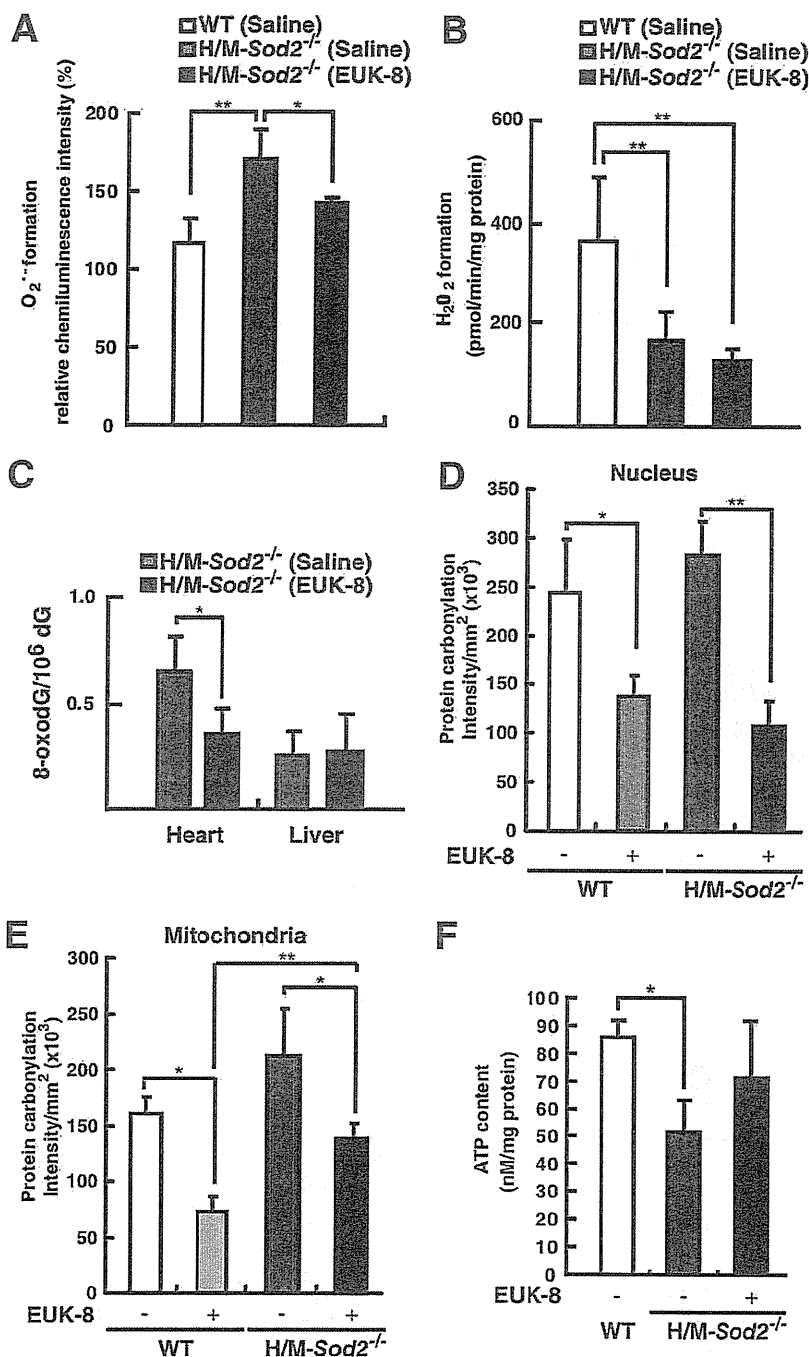 A
WT (Saline)
H/M-Sod2-/- (Saline)
H/M-Sod2-/- (EUK-8)
O2·− formation
relative chemiluminescence intensity (%)
200
150
100
50
0
**
*
B
WT (Saline)
H/M-Sod2-/- (Saline)
H/M-Sod2-/- (EUK-8)
H2O2 formation
(pmol/min/mg protein)
600
400
200
0
**
**
C
H/M-Sod2-/- (Saline)
H/M-Sod2-/- (EUK-8)
8-oxodG/10^6 dG
1.0
0.5
*
Heart Liver
D
Nucleus
Protein carbonylation
Intensity/mm2 (x10^3)
350
300
250
200
150
100
50
0
*
**
EUK-8 - + - +
WT H/M-Sod2-/-
E
Mitochondria
Protein carbonylation
Intensity/mm2 (x10^3)
300
250
200
150
100
50
0
*
**
*
EUK-8 - + - +
WT H/M-Sod2-/-
F
ATP content
(nM/mg protein)
100
90
80
70
60
50
40
30
20
10
0
*
EUK-8 - - +
WT H/M-Sod2-/-